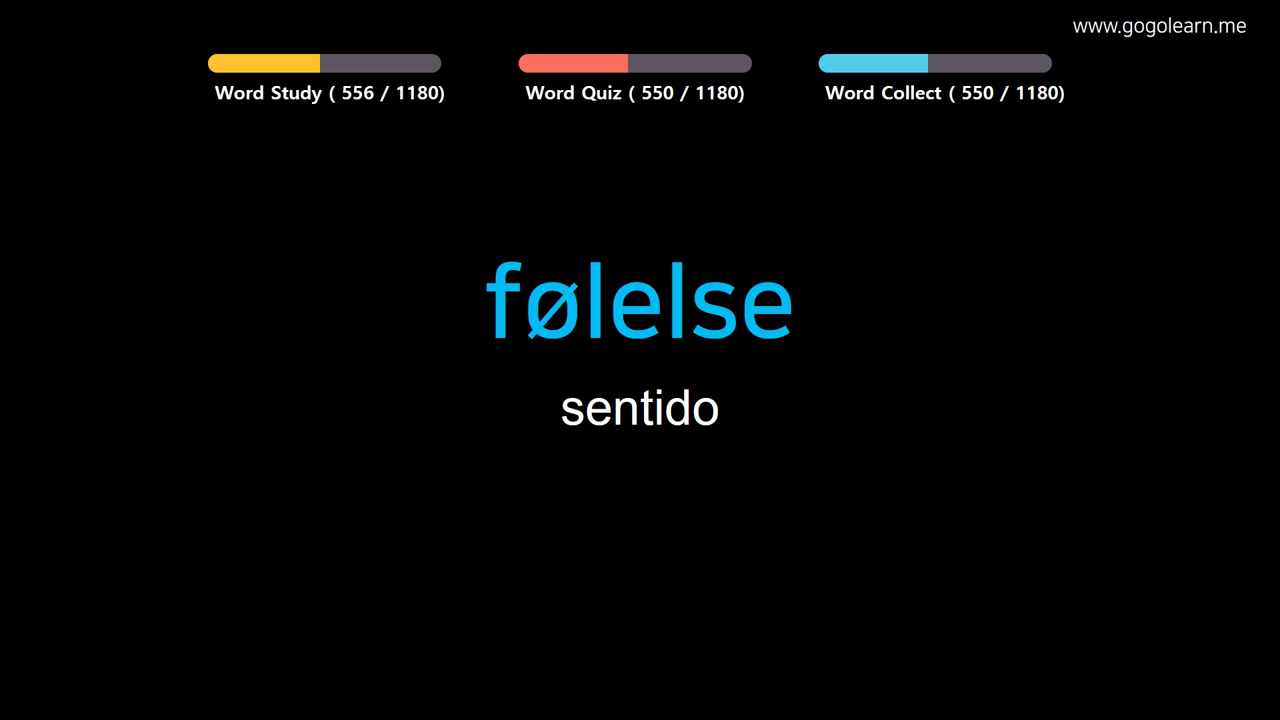 www.gogolearn.me
Word Study ( 556 / 1180)
Word Quiz ( 550 / 1180)
Word Collect ( 550 / 1180)
følelse
sentido